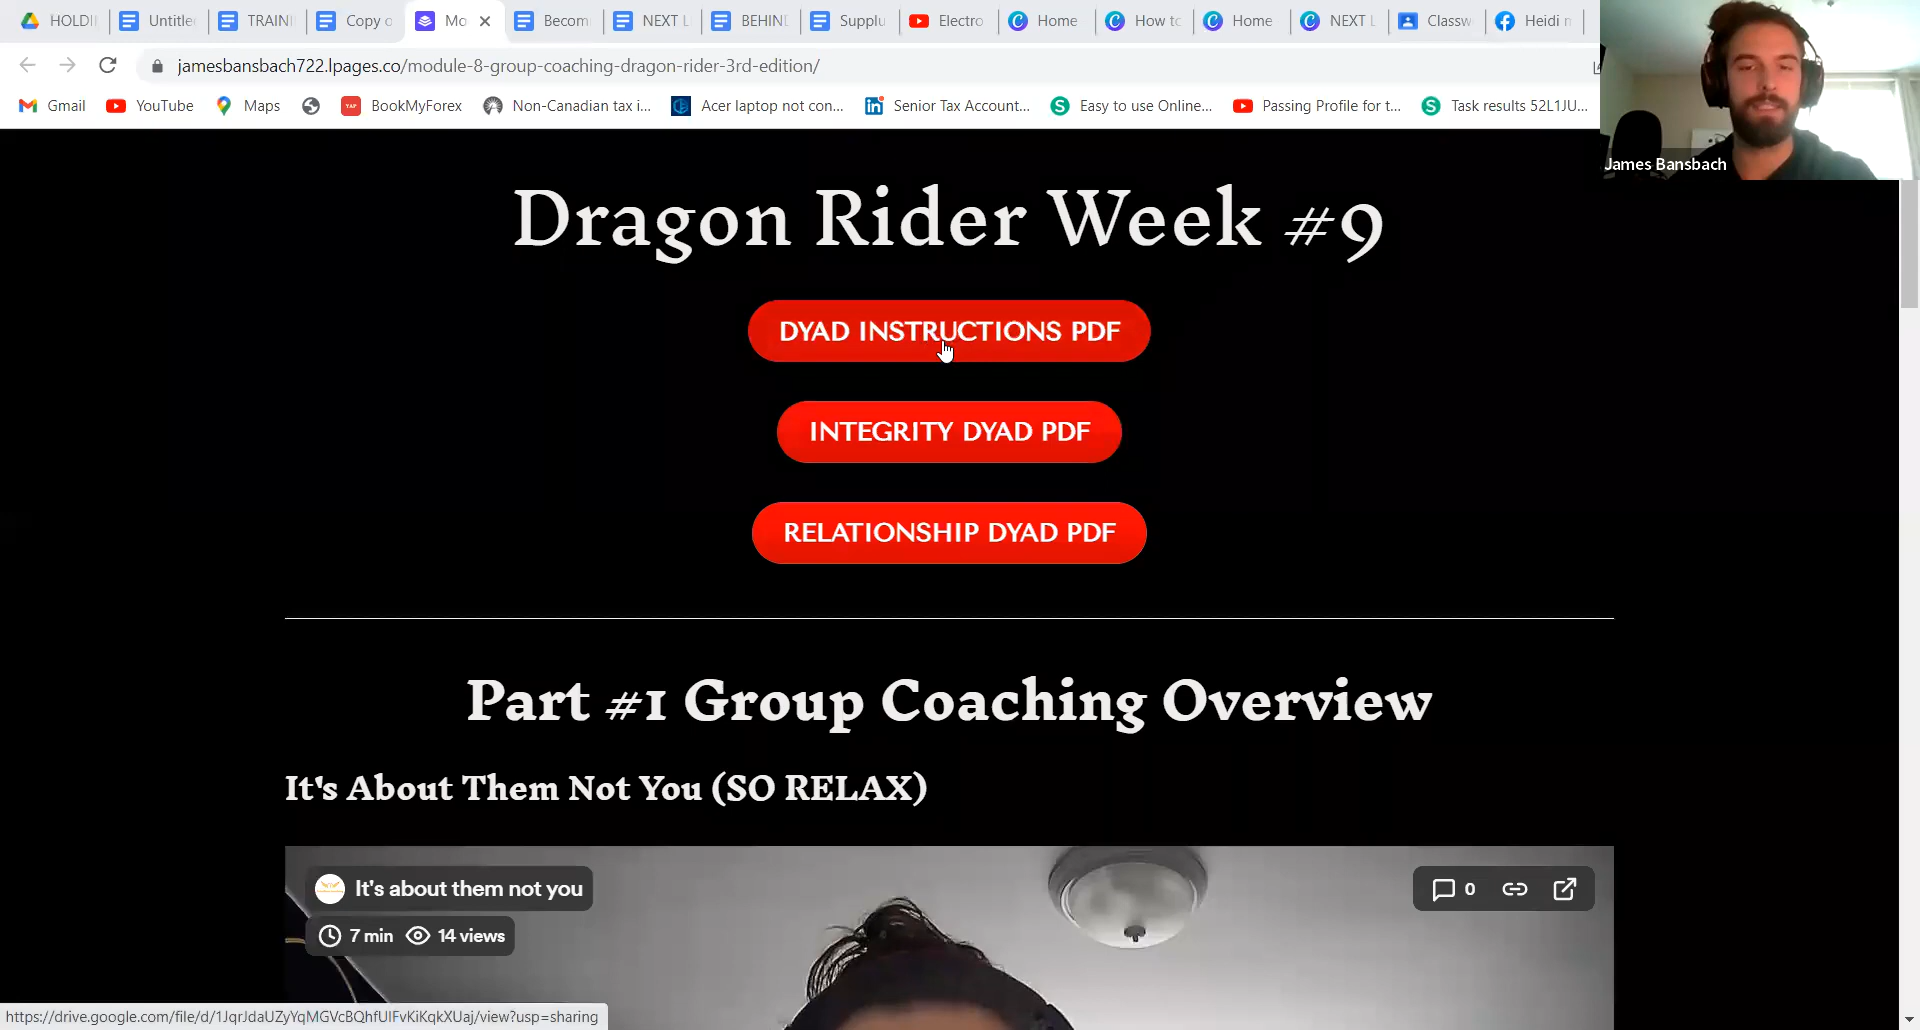 HOLDI
Untitle
TRAINI
Copy o
Mo
Becom
NEXT L
BEHIND
Supplu
Electro
Home
How to
Home
NEXT L
Classw
Heidi m
jamesbansbach722.lpages.co/module-8-group-coaching-dragon-rider-3rd-edition/
Gmail
YouTube
Maps
BookMyForex
Non-Canadian tax i...
Acer laptop not con...
Senior Tax Account...
Easy to use Online...
Passing Profile for t...
Task results 52L1JU...
James Bansbach
Dragon Rider Week #9
DYAD INSTRUCTIONS PDF
INTEGRITY DYAD PDF
RELATIONSHIP DYAD PDF
Part #1 Group Coaching Overview
It's About Them Not You (SO RELAX)
It's about them not you
0
7 min 14 views
https://drive.google.com/file/d/1JqrJdaUZyYqMGVcBQhfUIFvKiKqkXUaj/view?usp=sharing